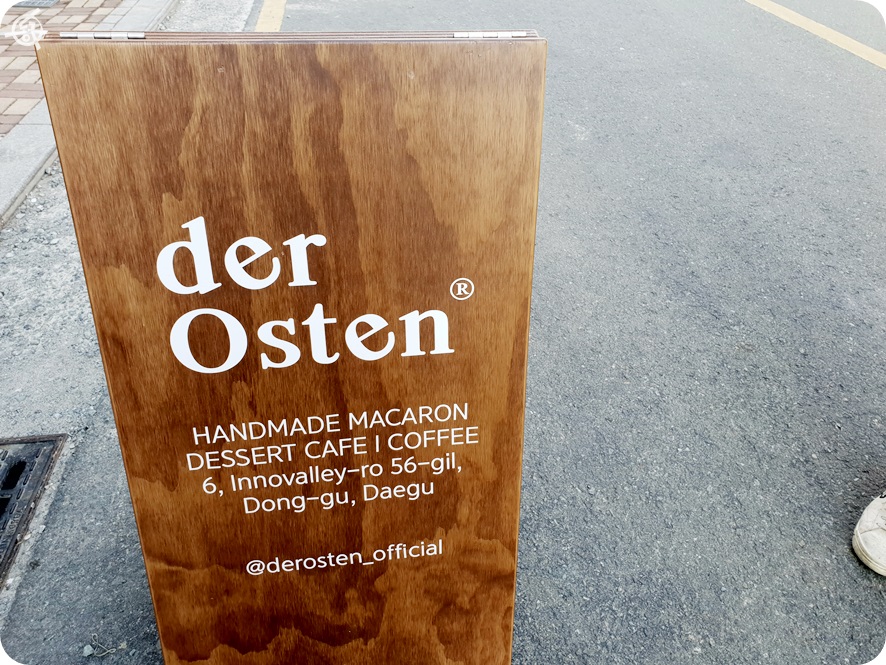 der
Osten®
HANDMADE MACARON
DESSERT CAFE | COFFEE
6, Innovalley-ro 56-gil,
Dong-gu, Daegu
@derosten_official